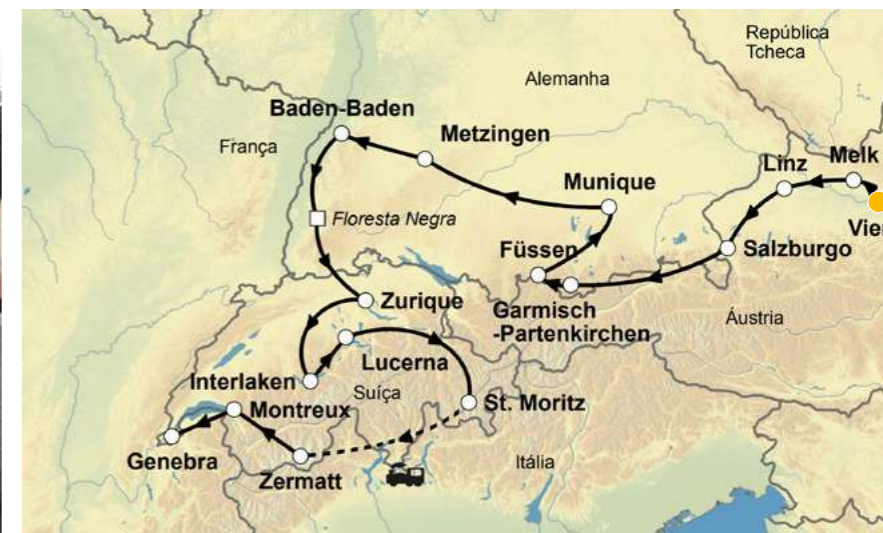 República
Tcheca
Alemanha
Baden-Baden
Metzingen
França
Melk
Linz
Munique
Floresta Negra
Füssen
Salzburgo
Garmisch
-Partenkirchen
Áustria
Zurique
Lucerna
Interlaken
Suíça
St. Moritz
Montreux
Genebra
Zermatt
Itália